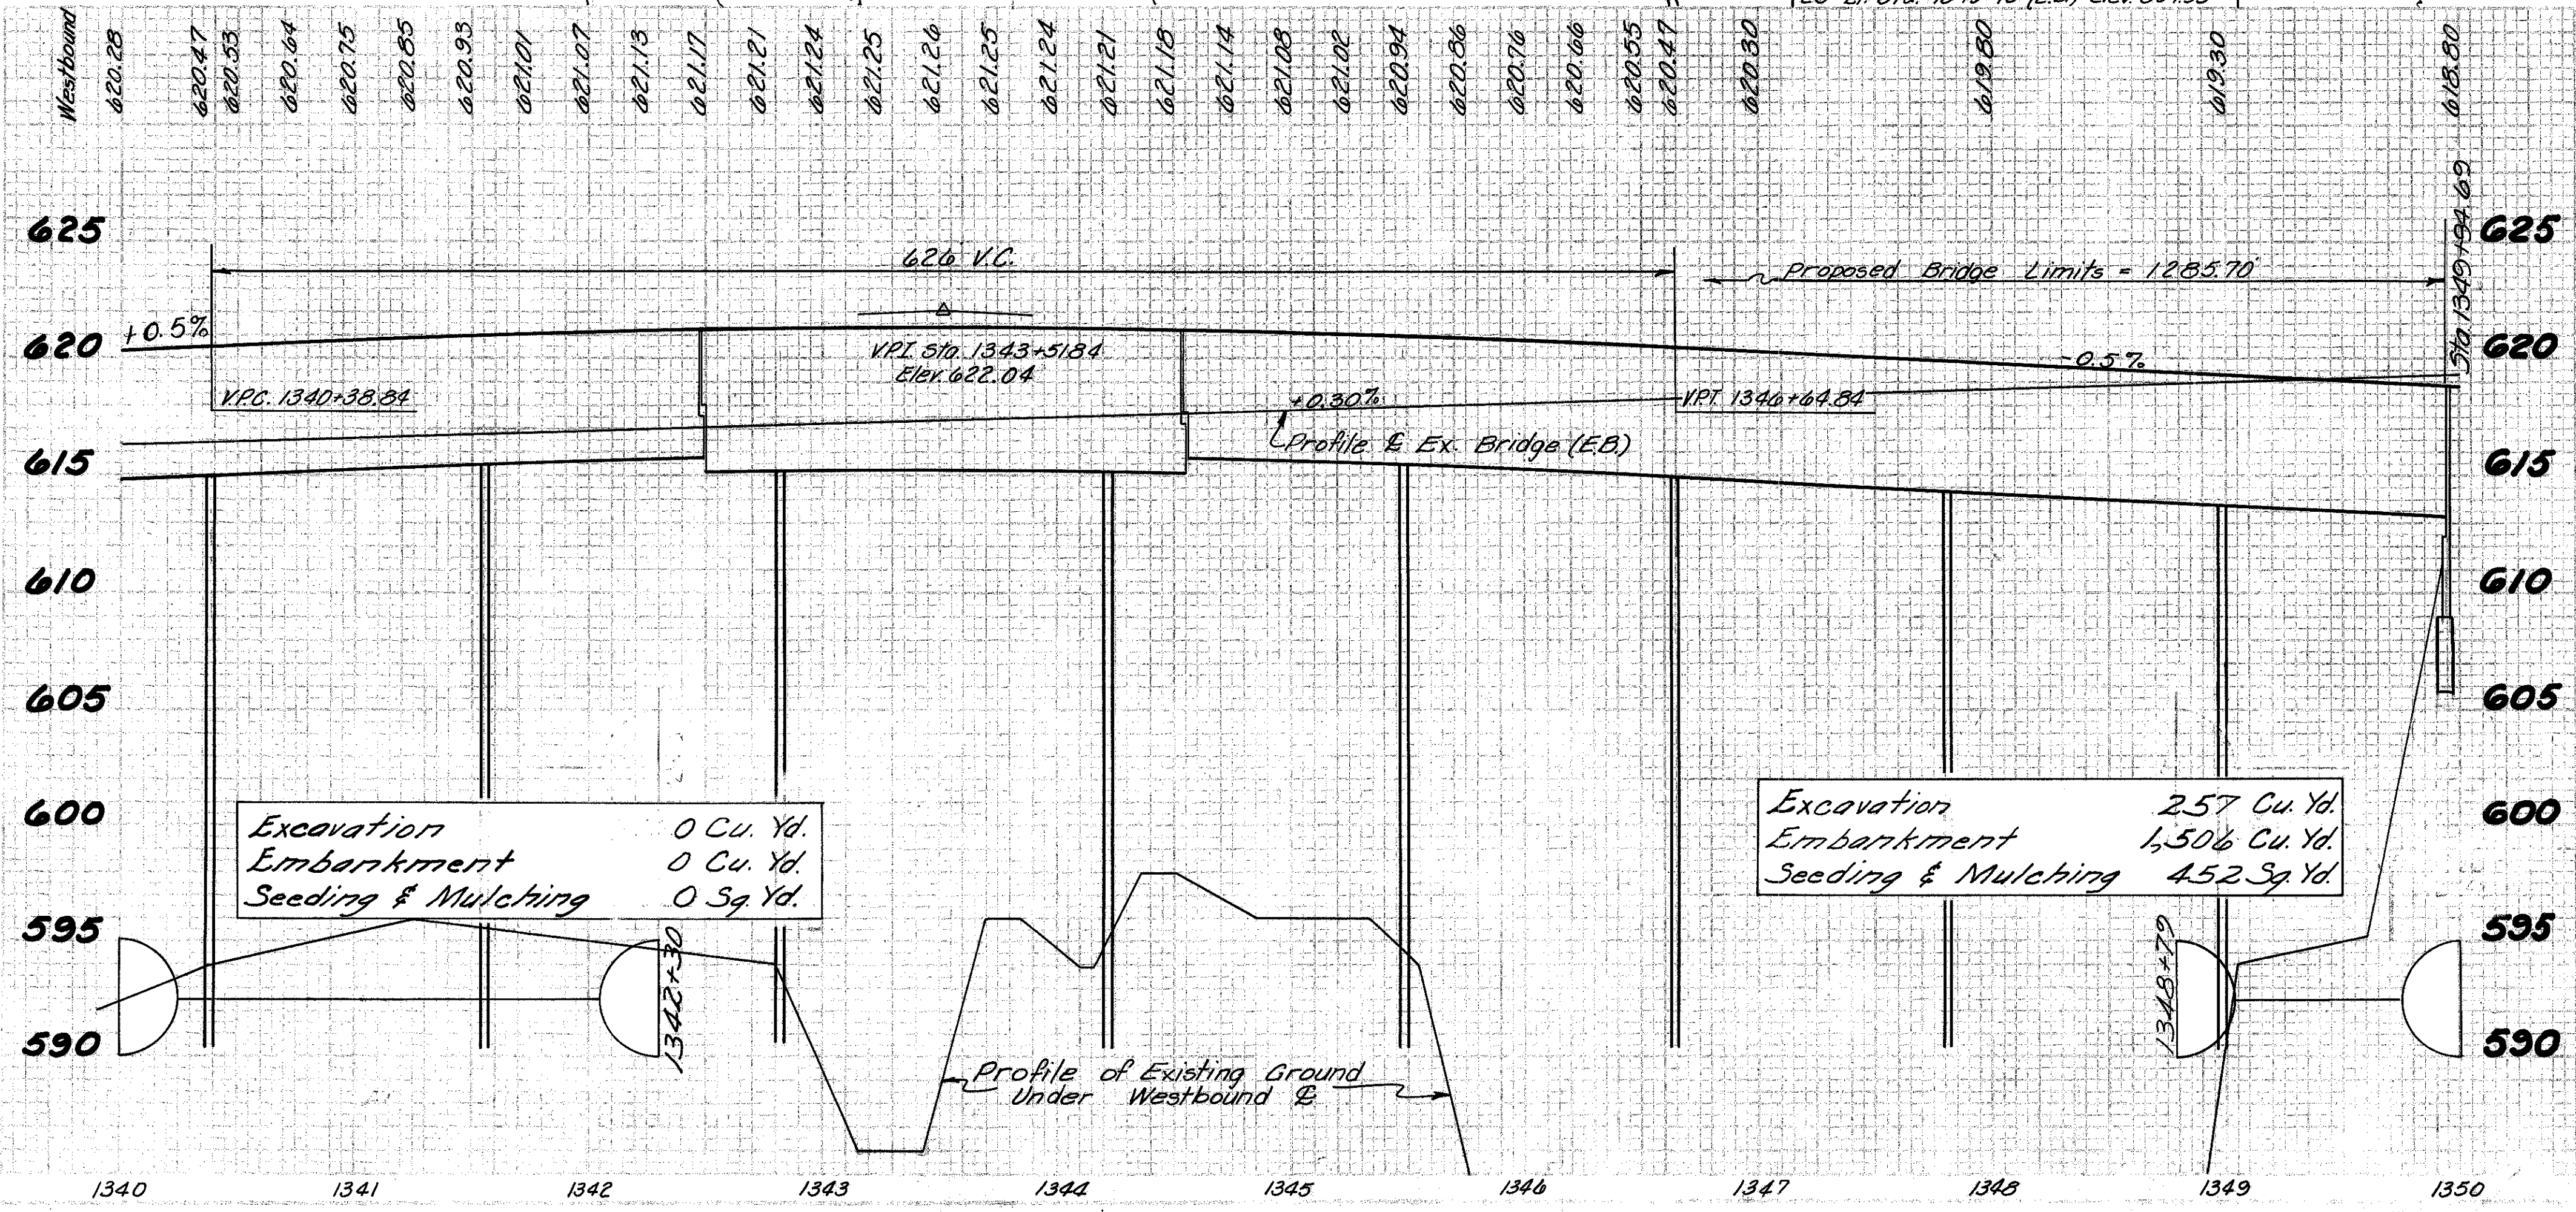 Westbound 620.28 620.47 620.53 620.64 620.75 620.85 620.93 621.01 621.07 621.13 621.17 621.21 621.24 621.25 621.26 621.25 621.24 621.21 621.18 621.14 621.08 621.02 620.94 620.86 620.76 620.66 620.55 620.47 620.30 619.80 619.30 618.80
Sta. 1349+94.69
625 625
626' V.C.
Proposed Bridge Limits = 1285.70'
+0.5%
620 620
V.P.I. Sta. 1343+51.84
Elev. 622.04
-0.5%
V.P.C. 1340+38.84
+0.30%
V.P.T. 1346+64.84
Profile ℄ Ex. Bridge (E.B.)
615 615
610 610
605 605
600 600
Excavation 0 Cu. Yd.
Embankment 0 Cu. Yd.
Seeding & Mulching 0 Sq. Yd.
Excavation 257 Cu. Yd.
Embankment 1,506 Cu. Yd.
Seeding & Mulching 452 Sq. Yd.
595 595
1342+30
1348+79
590 590
Profile of Existing Ground
Under Westbound ℄
1340 1341 1342 1343 1344 1345 1346 1347 1348 1349 1350